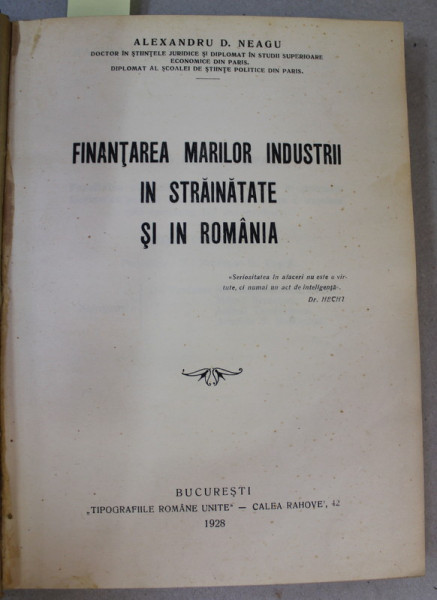 ALEXANDRU D. NEAGU
DOCTOR ÎN ȘTIINȚELE JURIDICE ȘI DIPLOMAT ÎN STUDII SUPERIOARE
ECONOMICE DIN PARIS.
DIPLOMAT AL ȘCOALEI DE ȘTIINȚE POLITICE DIN PARIS.
FINANȚAREA MARILOR INDUSTRII
IN STRĂINĂTATE
ȘI IN ROMÂNIA
«Seriositatea în afaceri nu este o vir-
tute, ci numai un act de inteligență».
Dr. HECHT
BUCUREȘTI
„TIPOGRAFIILE ROMÂNE UNITE“ — CALEA RAHOVEI, 42
1928